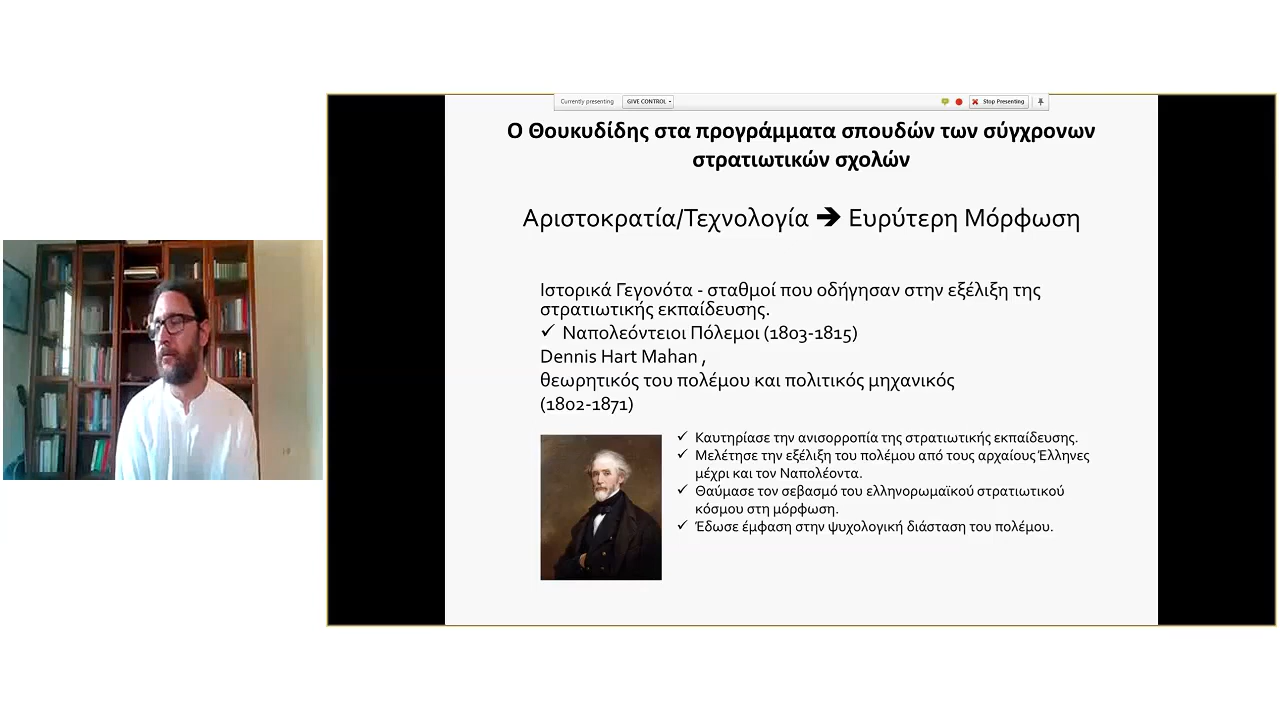 Currently presenting GIVE CONTROL Stop Presenting
Ο Θουκυδίδης στα προγράμματα σπουδών των σύγχρονων
στρατιωτικών σχολών
Αριστοκρατία/Τεχνολογία ➔ Ευρύτερη Μόρφωση
Ιστορικά Γεγονότα - σταθμοί που οδήγησαν στην εξέλιξη της
στρατιωτικής εκπαίδευσης.
✓ Ναπολεόντειοι Πόλεμοι (1803-1815)
Dennis Hart Mahan ,
θεωρητικός του πολέμου και πολιτικός μηχανικός
(1802-1871)
✓ Καυτηρίασε την ανισορροπία της στρατιωτικής εκπαίδευσης.
✓ Μελέτησε την εξέλιξη του πολέμου από τους αρχαίους Έλληνες
μέχρι και τον Ναπολέοντα.
✓ Θαύμασε τον σεβασμό του ελληνορωμαϊκού στρατιωτικού
κόσμου στη μόρφωση.
✓ Έδωσε έμφαση στην ψυχολογική διάσταση του πολέμου.